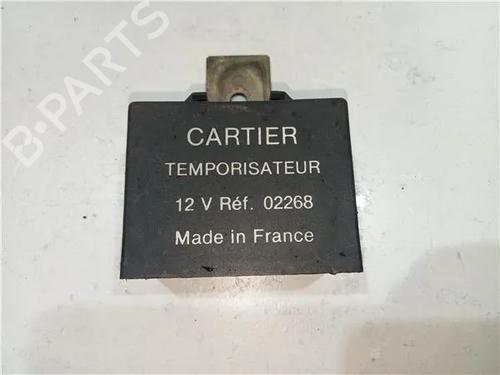 B-PARTS
CARTIER
TEMPORISATEUR
12 V Réf. 02268
Made in France